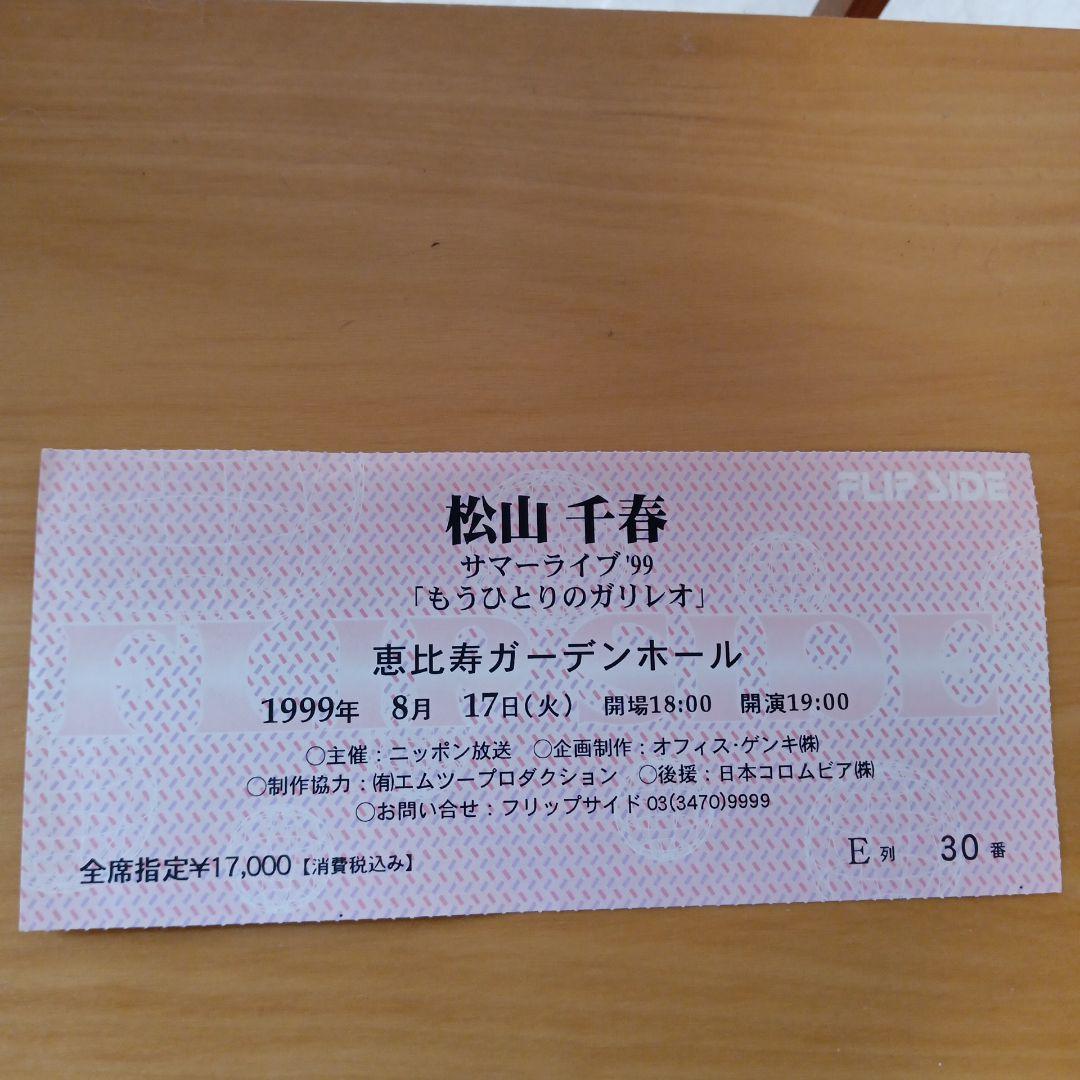 FLIP SIDE
松山 千春
サマーライブ '99
「もうひとりのガリレオ」
恵比寿ガーデンホール
1999年 8月 17日(火) 開場18:00 開演19:00
○主催：ニッポン放送 ○企画制作：オフィス・ゲンキ㈱
○制作協力：㈲エムツープロダクション ○後援：日本コロムビア㈱
○お問い合せ：フリップサイド 03(3470)9999
全席指定¥17,000【消費税込み】 E列 30番
FLIP SIDE